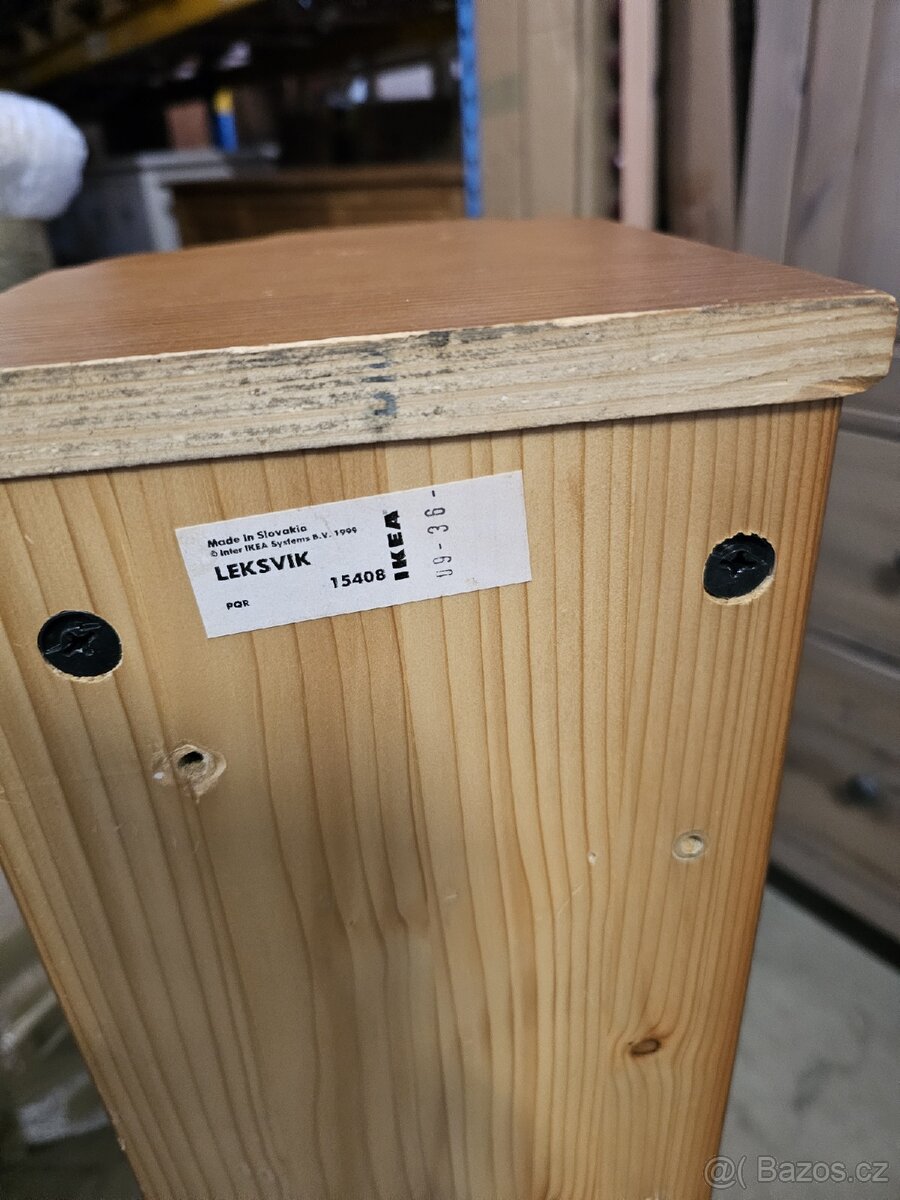 Made in Slovakia
© Inter IKEA Systems B.V. 1999
LEKSVIK
15408
PQR
IKEA
09-36-
@( Bazos.cz